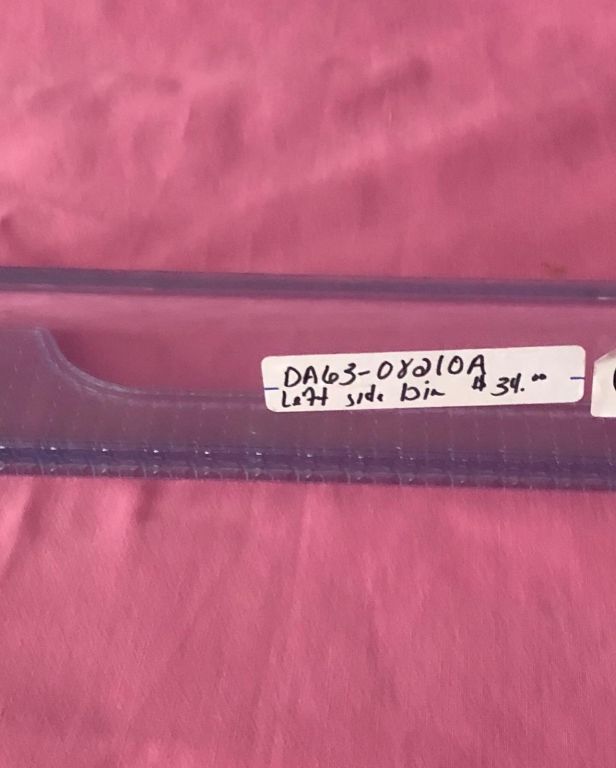 DA63-08210A
Left side bin $34.00